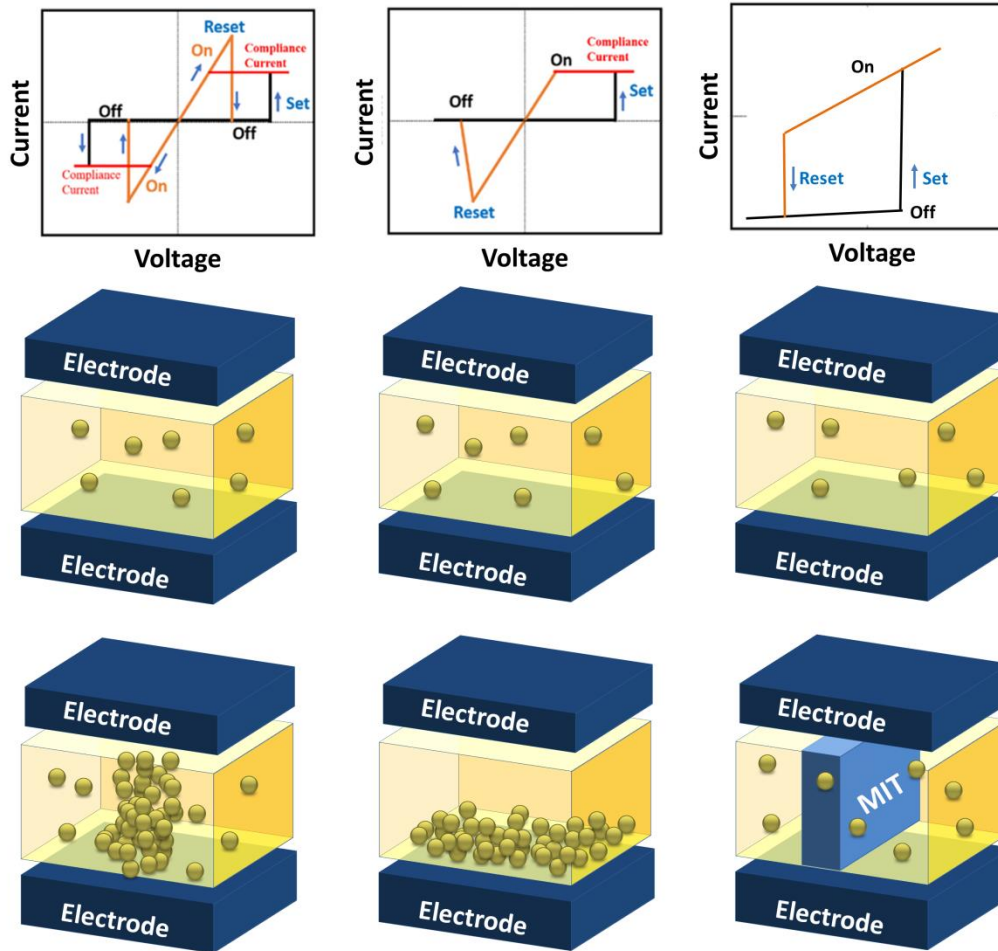 Current
Reset
On
Compliance
Current
Off
Set
Off
Compliance
Current
On
Voltage
Current
Compliance
Current
On
Off
Set
Reset
Voltage
Current
On
Reset
Set
Off
Voltage
Electrode
Electrode
Electrode
Electrode
Electrode
Electrode
Electrode
Electrode
Electrode
MIT
Electrode
Electrode
Electrode